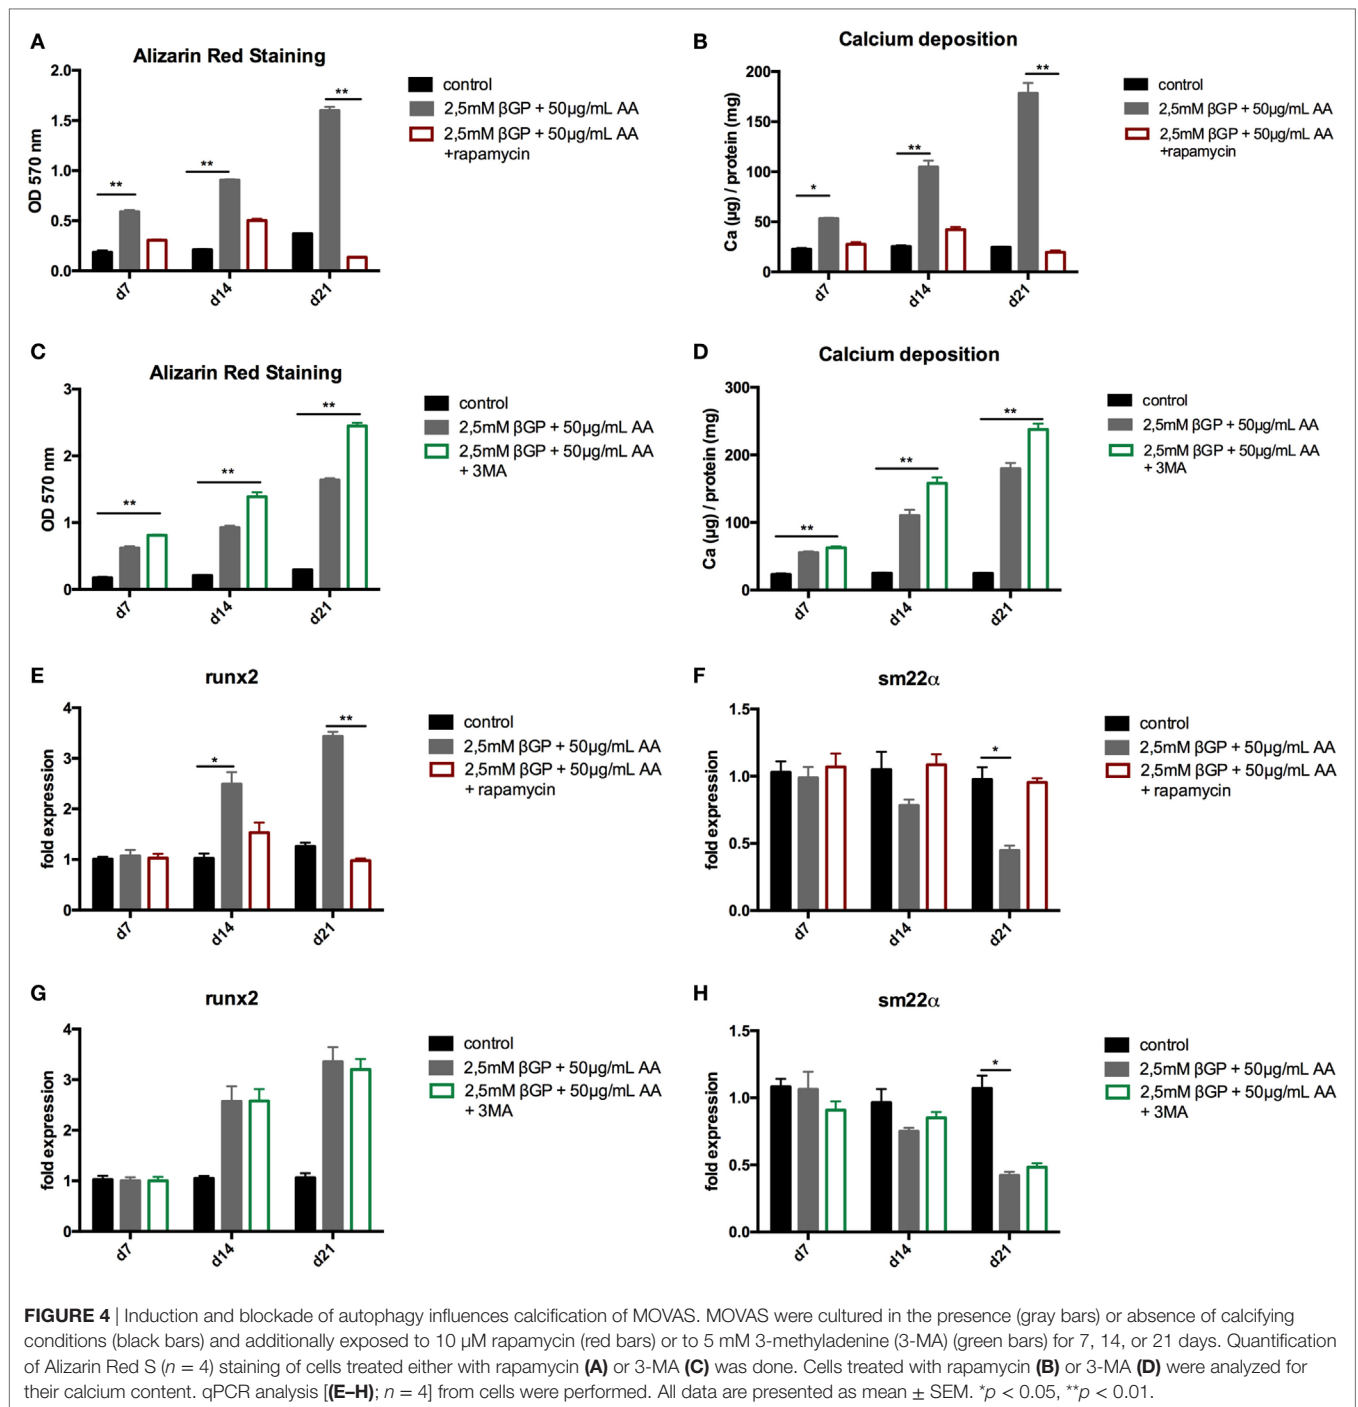 A
Alizarin Red Staining
OD 570 nm
2.0
1.5
1.0
0.5
0.0
**
**
**
d7
d14
d21
control
2,5mM βGP + 50µg/mL AA
2,5mM βGP + 50µg/mL AA
+rapamycin
B
Calcium deposition
Ca (µg) / protein (mg)
200
150
100
50
0
*
**
**
d7
d14
d21
control
2,5mM βGP + 50µg/mL AA
2,5mM βGP + 50µg/mL AA
+rapamycin
C
Alizarin Red Staining
OD 570 nm
3
2
1
0
**
**
**
d7
d14
d21
control
2,5mM βGP + 50µg/mL AA
2,5mM βGP + 50µg/mL AA
+ 3MA
D
Calcium deposition
Ca (µg) / protein (mg)
300
200
100
0
**
**
**
d7
d14
d21
control
2,5mM βGP + 50µg/mL AA
2,5mM βGP + 50µg/mL AA
+ 3MA
E
runx2
fold expression
4
3
2
1
0
*
**
d7
d14
d21
control
2,5mM βGP + 50µg/mL AA
2,5mM βGP + 50µg/mL AA
+ rapamycin
F
sm22α
fold expression
1.5
1.0
0.5
0.0
*
d7
d14
d21
control
2,5mM βGP + 50µg/mL AA
2,5mM βGP + 50µg/mL AA
+ rapamycin
G
runx2
fold expression
4
3
2
1
0
d7
d14
d21
control
2,5mM βGP + 50µg/mL AA
2,5mM βGP + 50µg/mL AA
+ 3MA
H
sm22α
fold expression
1.5
1.0
0.5
0.0
*
d7
d14
d21
control
2,5mM βGP + 50µg/mL AA
2,5mM βGP + 50µg/mL AA
+ 3MA
FIGURE 4 | Induction and blockade of autophagy influences calcification of MOVAS. MOVAS were cultured in the presence (gray bars) or absence of calcifying
conditions (black bars) and additionally exposed to 10 µM rapamycin (red bars) or to 5 mM 3-methyladenine (3-MA) (green bars) for 7, 14, or 21 days. Quantification
of Alizarin Red S (n = 4) staining of cells treated either with rapamycin (A) or 3-MA (C) was done. Cells treated with rapamycin (B) or 3-MA (D) were analyzed for
their calcium content. qPCR analysis [(E–H); n = 4] from cells were performed. All data are presented as mean ± SEM. *p < 0.05, **p < 0.01.